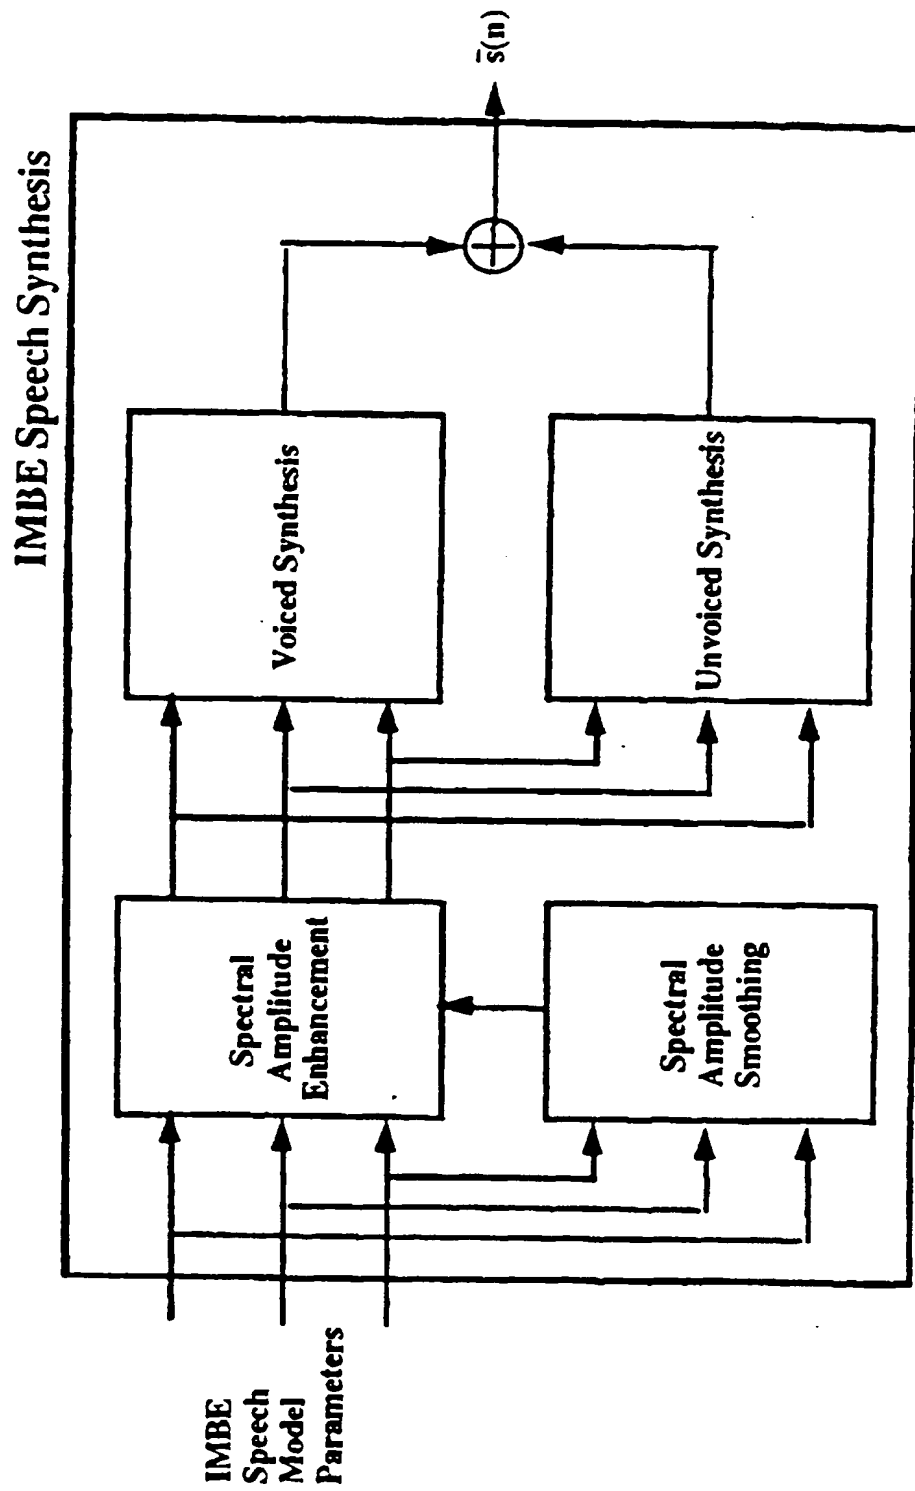 IMBE Speech Synthesis
IMBE
Speech
Model
Parameters
Spectral
Amplitude
Enhancement
Spectral
Amplitude
Smoothing
Voiced Synthesis
Unvoiced Synthesis
s̄(n)